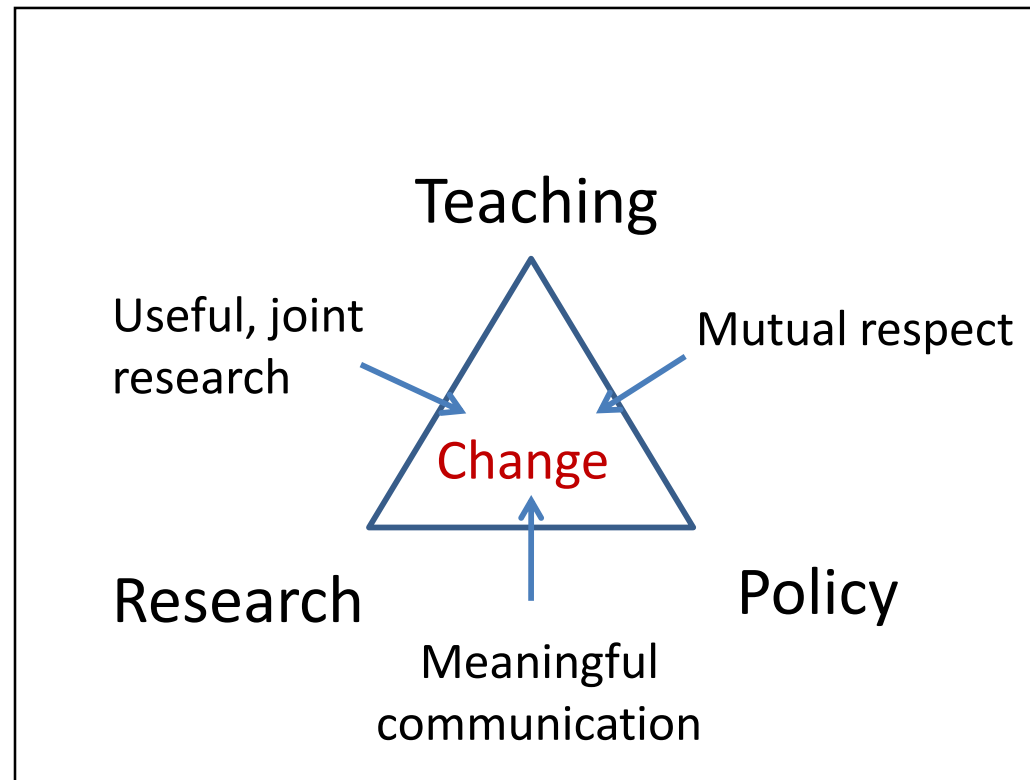 Teaching
Useful, joint
research
Mutual respect
Change
Research
Policy
Meaningful
communication